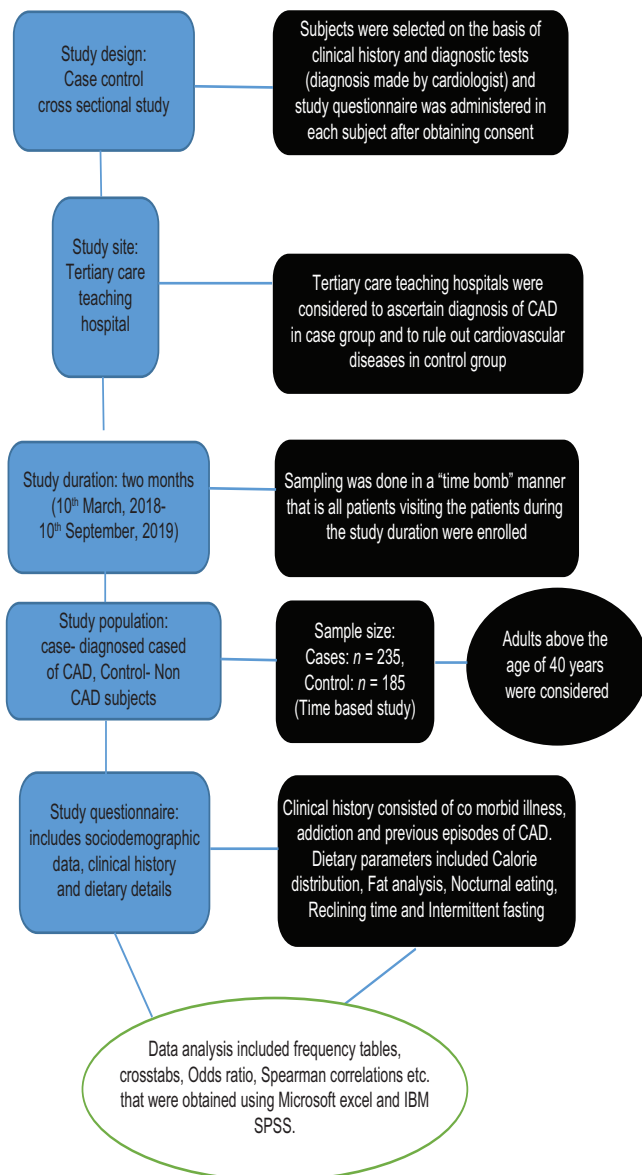 Study design:
Case control
cross sectional study
Subjects were selected on the basis of
clinical history and diagnostic tests
(diagnosis made by cardiologist) and
study questionnaire was administered in
each subject after obtaining consent
Study site:
Tertiary care
teaching
hospital
Tertiary care teaching hospitals were
considered to ascertain diagnosis of CAD
in case group and to rule out cardiovascular
diseases in control group
Study duration: two months
(10th March, 2018-
10th September, 2019)
Sampling was done in a “time bomb” manner
that is all patients visiting the patients during
the study duration were enrolled
Study population:
case- diagnosed cased
of CAD, Control- Non
CAD subjects
Sample size:
Cases: n = 235,
Control: n = 185
(Time based study)
Adults above the
age of 40 years
were considered
Study questionnaire:
includes sociodemographic
data, clinical history
and dietary details
Clinical history consisted of co morbid illness,
addiction and previous episodes of CAD.
Dietary parameters included Calorie
distribution, Fat analysis, Nocturnal eating,
Reclining time and Intermittent fasting
Data analysis included frequency tables,
crosstabs, Odds ratio, Spearman correlations etc.
that were obtained using Microsoft excel and IBM
SPSS.